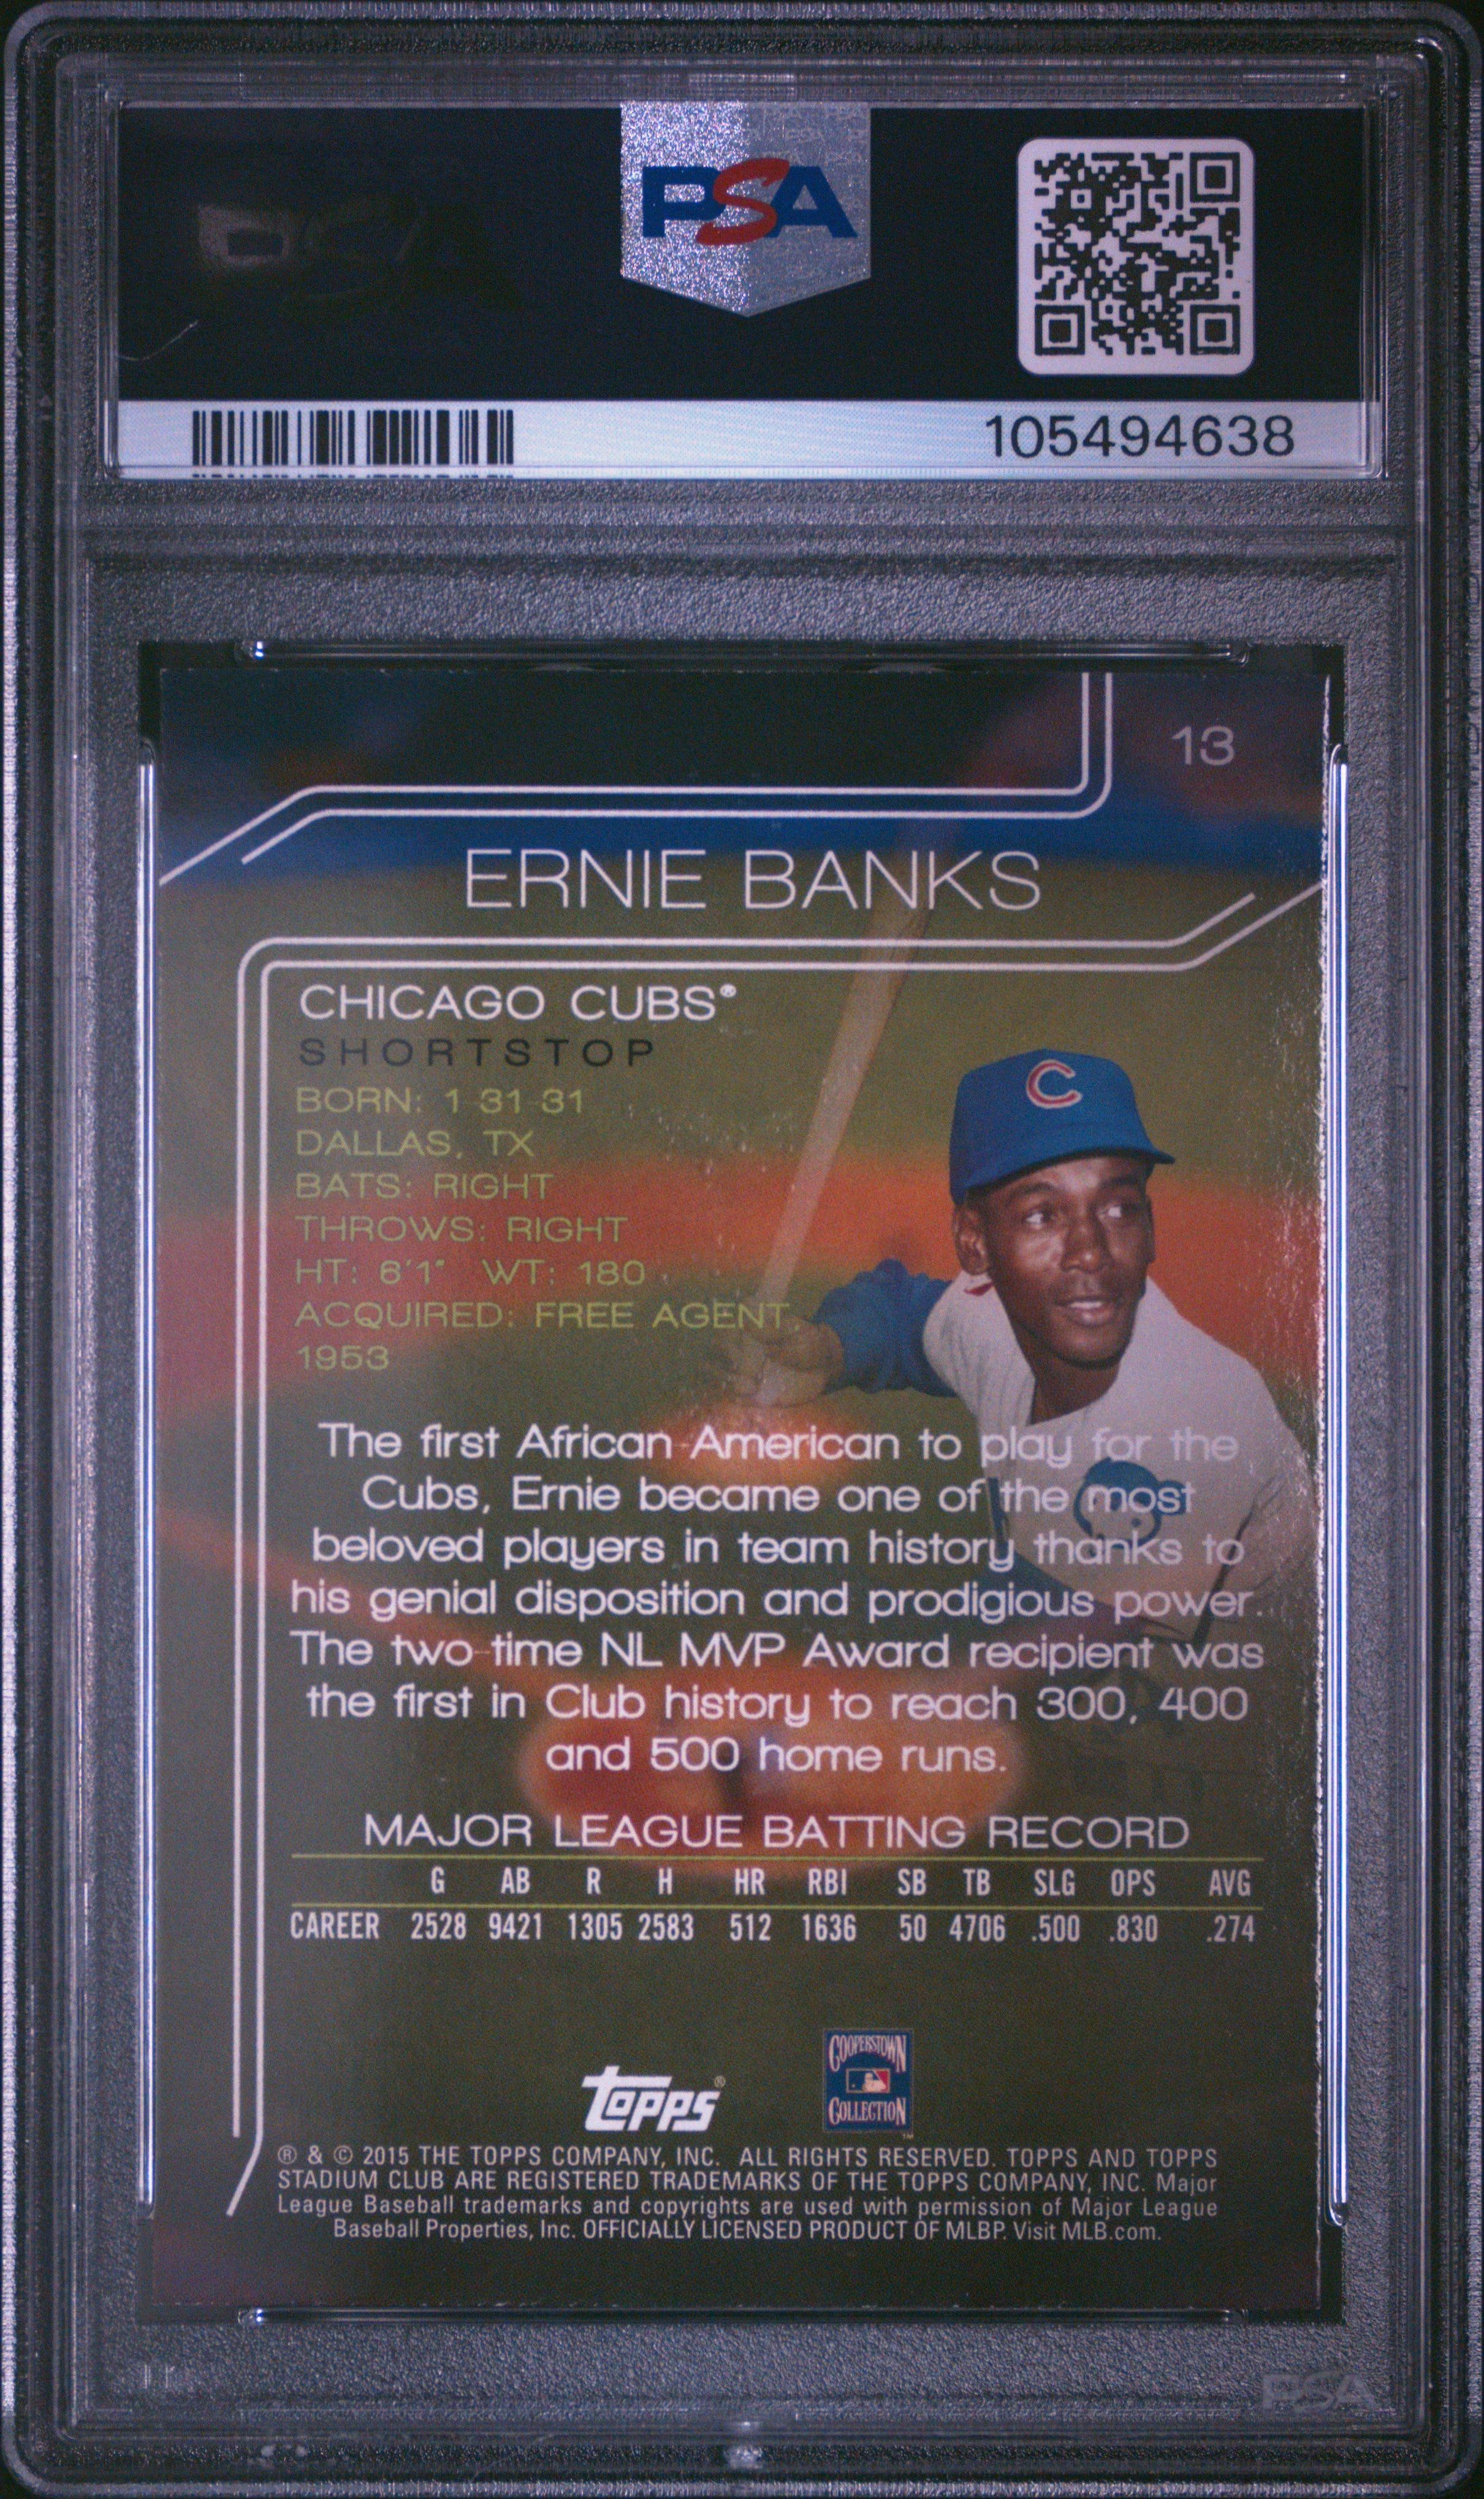 PSA
105494638
13
ERNIE BANKS
CHICAGO CUBS®
SHORTSTOP
BORN: 1-31-31
DALLAS, TX
BATS: RIGHT
THROWS: RIGHT
HT: 6'1" WT: 180
ACQUIRED: FREE AGENT,
1953
C
The first African-American to play for the
Cubs, Ernie became one of the most
beloved players in team history thanks to
his genial disposition and prodigious power.
The two-time NL MVP Award recipient was
the first in Club history to reach 300, 400
and 500 home runs.
MAJOR LEAGUE BATTING RECORD
G AB R H HR RBI SB TB SLG OPS AVG
CAREER 2528 9421 1305 2583 512 1636 50 4706 .500 .830 .274
topps®
COOPERSTOWN
COLLECTION™
® & © 2015 THE TOPPS COMPANY, INC. ALL RIGHTS RESERVED. TOPPS AND TOPPS
STADIUM CLUB ARE REGISTERED TRADEMARKS OF THE TOPPS COMPANY, INC. Major
League Baseball trademarks and copyrights are used with permission of Major League
Baseball Properties, Inc. OFFICIALLY LICENSED PRODUCT OF MLBP. Visit MLB.com.
PSA